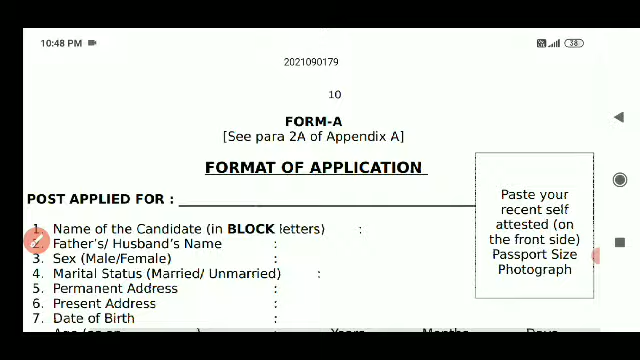 10:48 PM
38
2021090179
10
FORM-A
[See para 2A of Appendix A]
FORMAT OF APPLICATION
POST APPLIED FOR :
Paste your
recent self
attested (on
the front side)
Passport Size
Photograph
1. Name of the Candidate (in BLOCK letters) :
2. Father's/ Husband's Name :
3. Sex (Male/Female) :
4. Marital Status (Married/ Unmarried) :
5. Permanent Address :
6. Present Address :
7. Date of Birth :